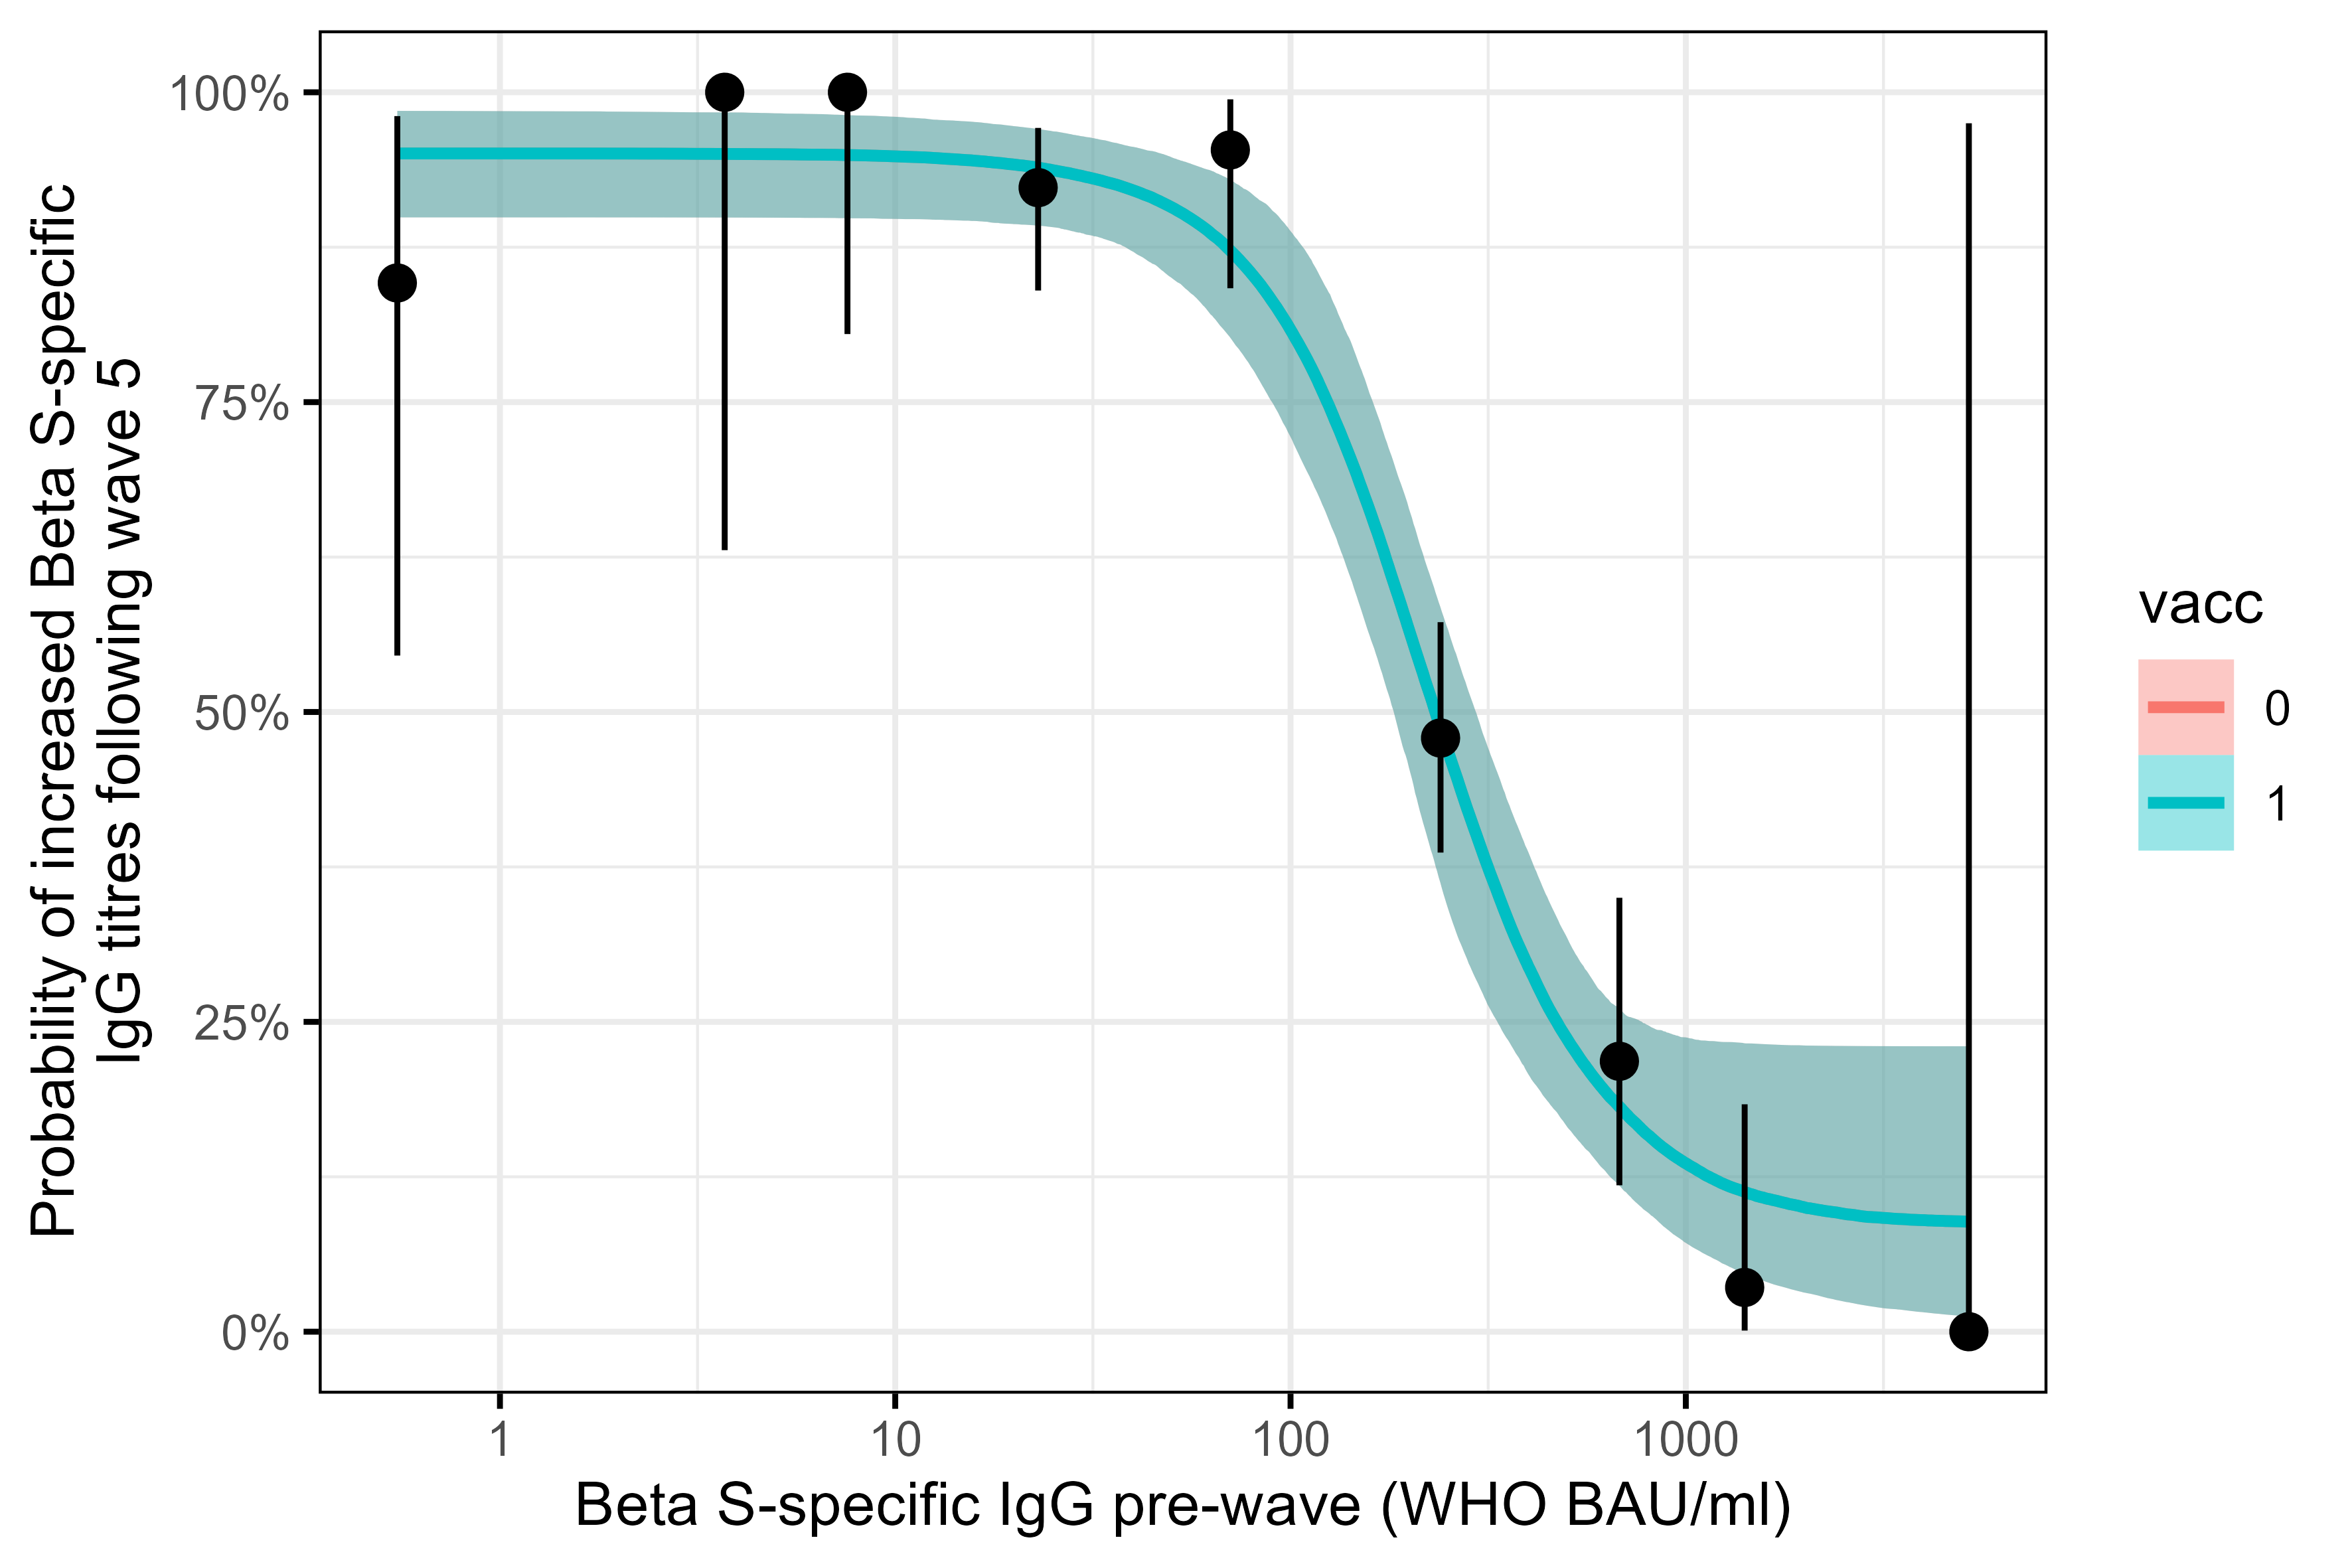 Probability of increased Beta S-specific
IgG titres following wave 5
100%
75%
50%
25%
0%
1
10
100
1000
Beta S-specific IgG pre-wave (WHO BAU/ml)
vacc
0
1